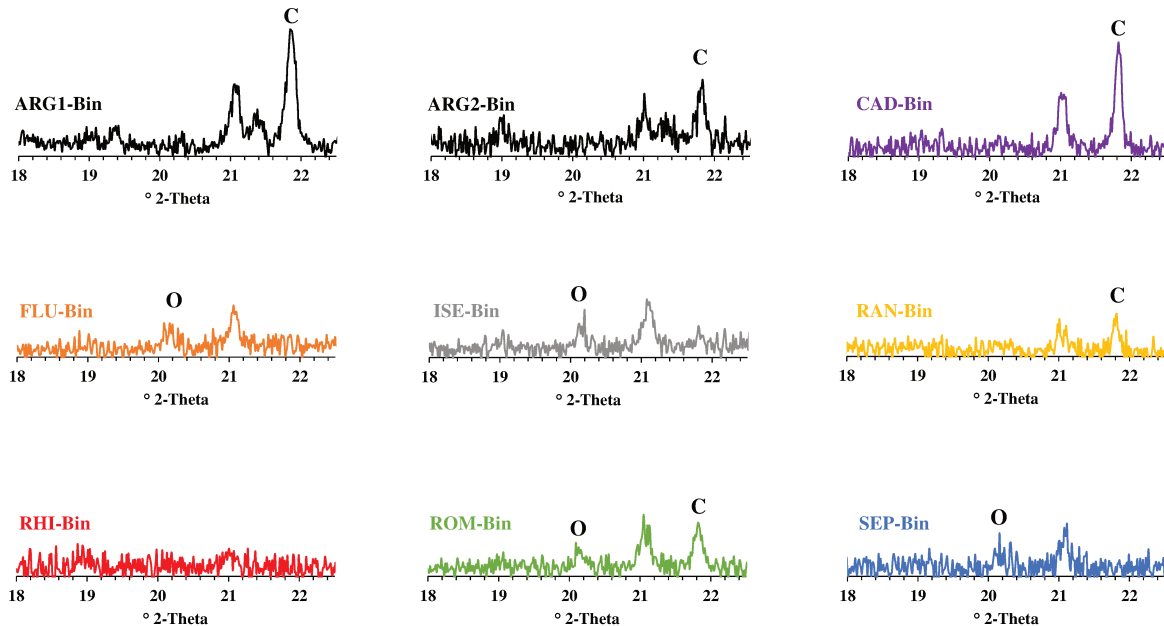 C
ARG1-Bin
18 19 20 21 22
° 2-Theta
C
ARG2-Bin
18 19 20 21 22
° 2-Theta
C
CAD-Bin
18 19 20 21 22
° 2-Theta
O
FLU-Bin
18 19 20 21 22
° 2-Theta
O
ISE-Bin
18 19 20 21 22
° 2-Theta
C
RAN-Bin
18 19 20 21 22
° 2-Theta
RHI-Bin
18 19 20 21 22
° 2-Theta
O C
ROM-Bin
18 19 20 21 22
° 2-Theta
O
SEP-Bin
18 19 20 21 22
° 2-Theta